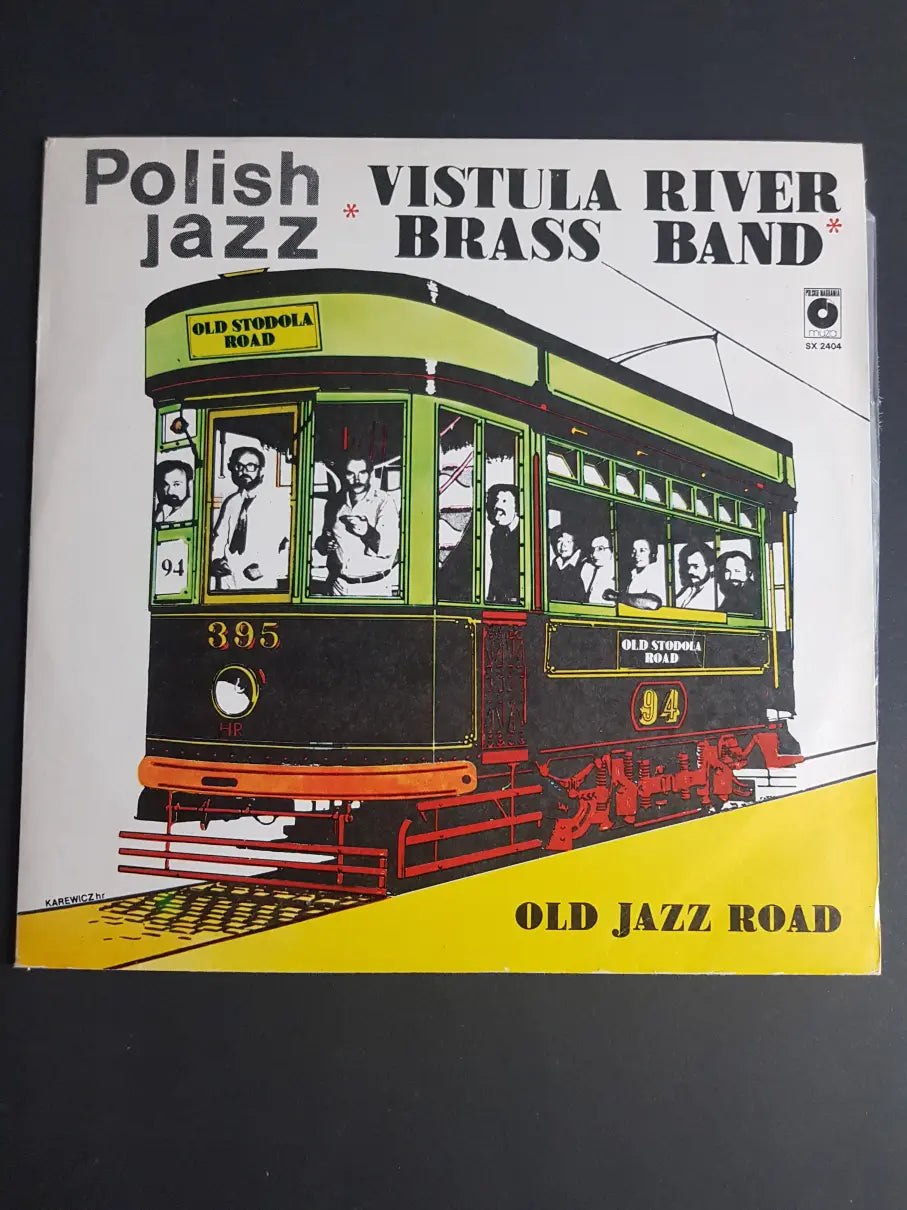 Polish
jazz
* VISTULA RIVER
BRASS BAND *
POLSKIE NAGRANIA
muza
SX 2404
OLD STODOLA
ROAD
94
395
HR
OLD STODOLA
ROAD
94
KAREWICZ hr
OLD JAZZ ROAD